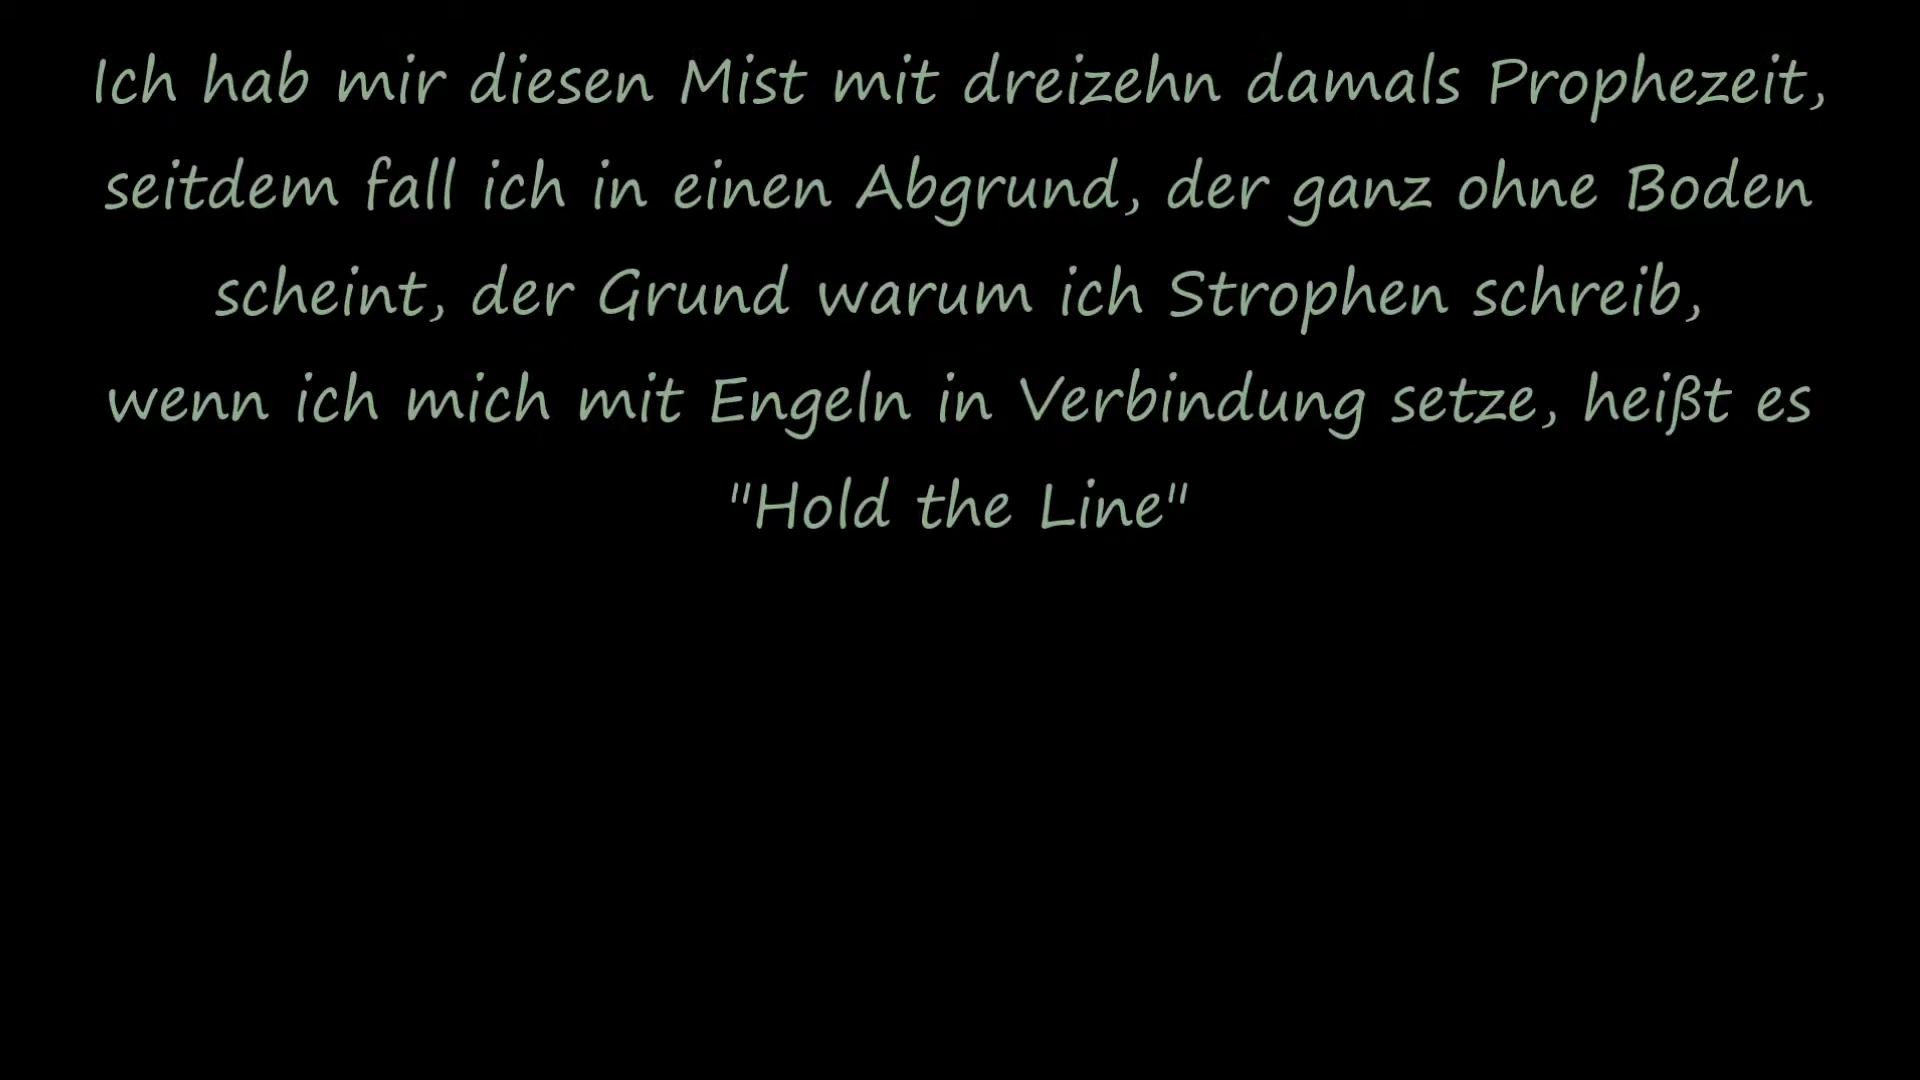 Ich hab mir diesen Mist mit dreizehn damals Prophezeit,
seitdem fall ich in einen Abgrund, der ganz ohne Boden
scheint, der Grund warum ich Strophen schreib,
wenn ich mich mit Engeln in Verbindung setze, heißt es
"Hold the Line"